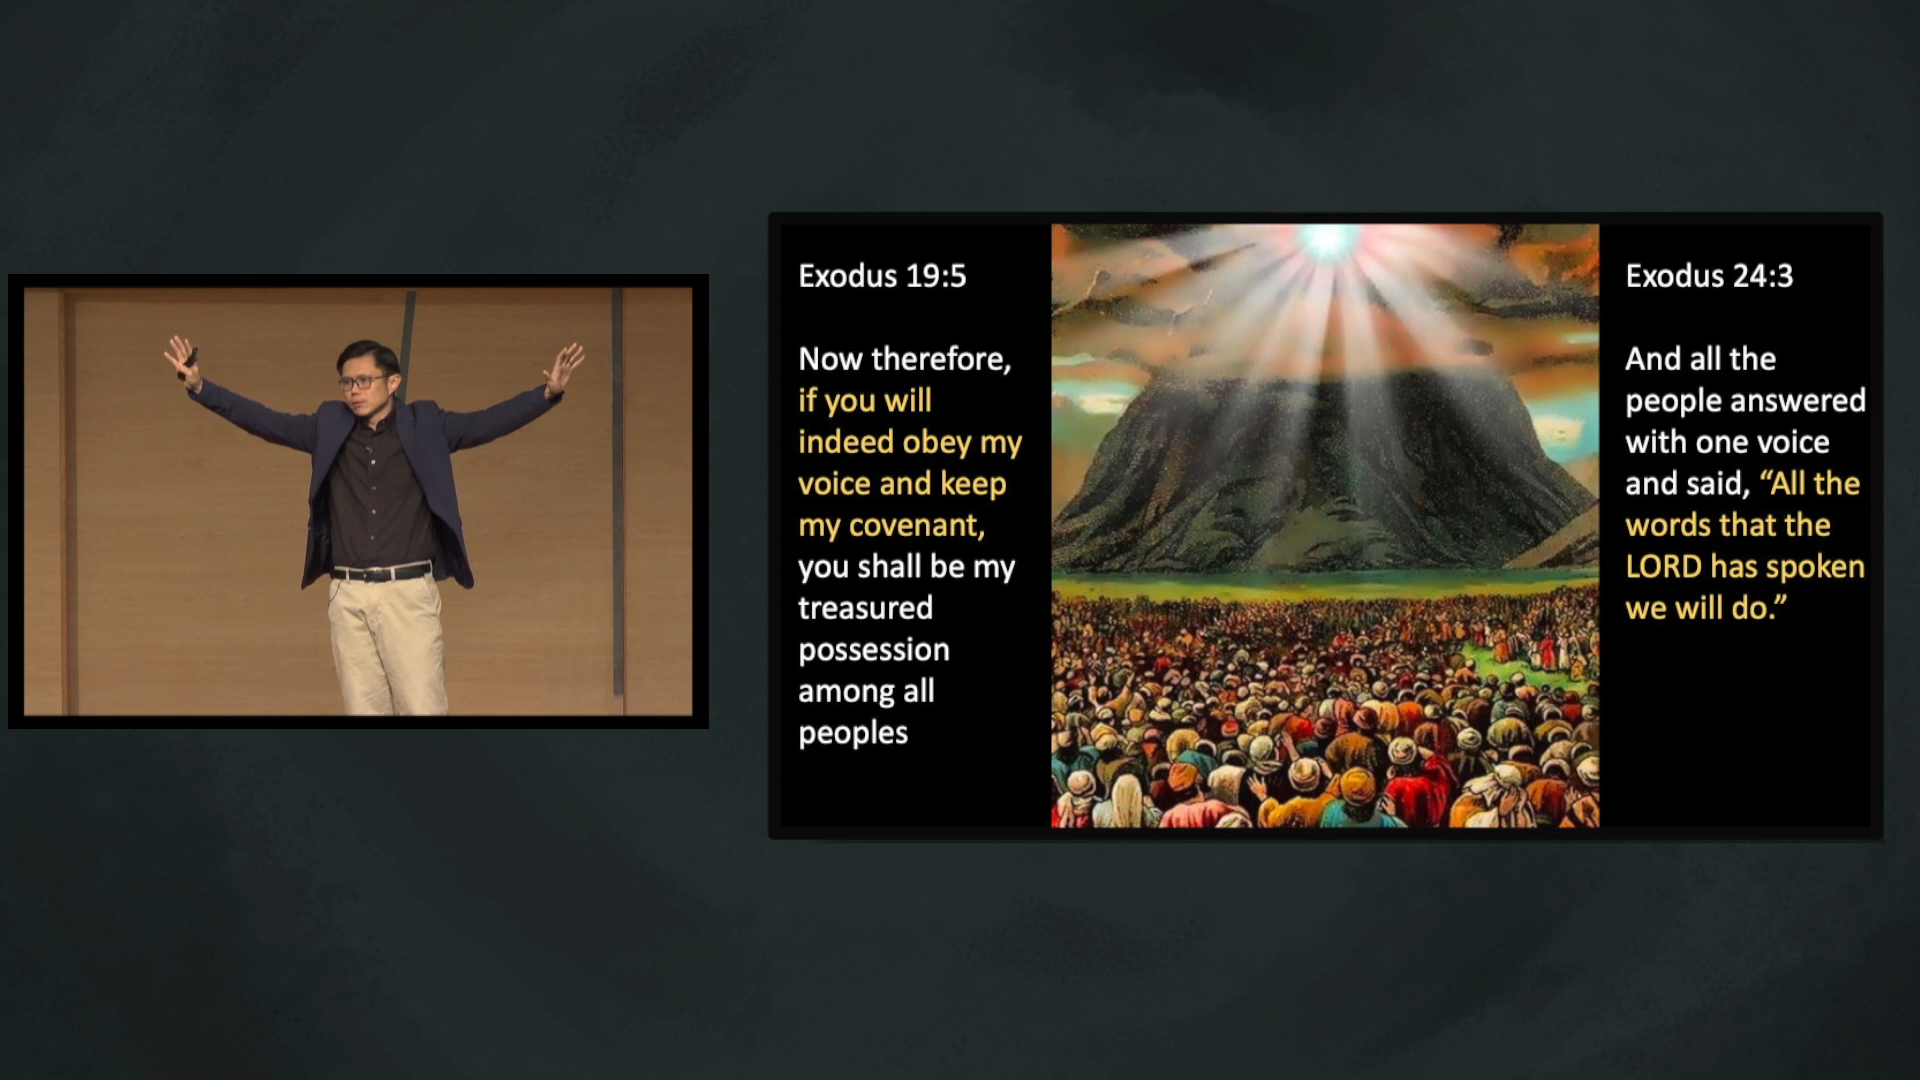 Exodus 19:5
Now therefore,
if you will
indeed obey my
voice and keep
my covenant,
you shall be my
treasured
possession
among all
peoples
Exodus 24:3
And all the
people answered
with one voice
and said, “All the
words that the
LORD has spoken
we will do.”